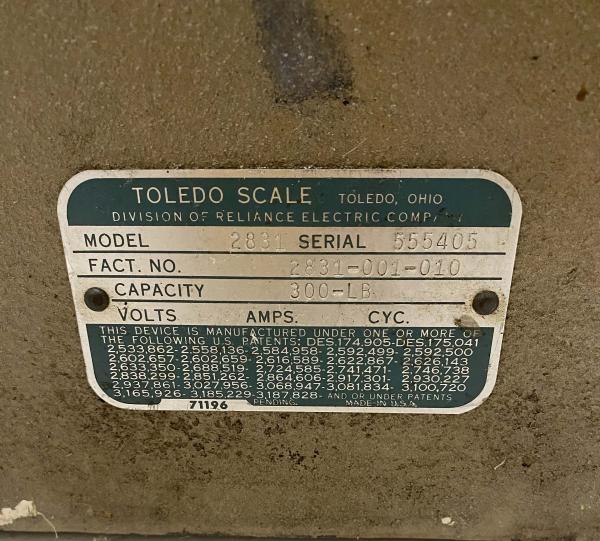 TOLEDO SCALE TOLEDO, OHIO
DIVISION OF RELIANCE ELECTRIC COMPANY
MODEL 2831 SERIAL 555405
FACT. NO. 2831-001-010
CAPACITY 300-LB
VOLTS AMPS. CYC.
THIS DEVICE IS MANUFACTURED UNDER ONE OR MORE OF
THE FOLLOWING U.S. PATENTS: DES.174,905-DES.175,041
2,533,862-2,558,136-2,584,958-2,592,499-2,592,500
2,602,657-2,602,659-2,616,589-2,622,867-2,626,143
2,633,350-2,688,519-2,724,585-2,741,471-2,746,738
2,838,299-2,851,262-2,864,606-2,917,301-2,930,227
2,937,861-3,027,956-3,068,947-3,081,834-3,100,720
3,165,926-3,185,229-3,187,828-AND OR UNDER PATENTS
71196 PENDING. MADE IN U.S.A.